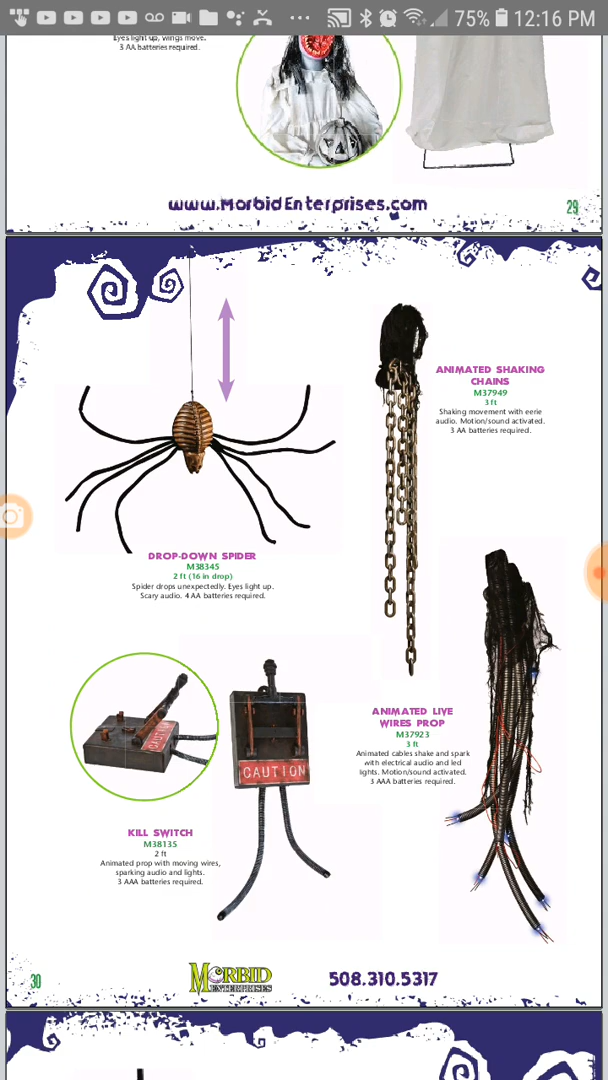 75% 12:16 PM
Eyes light up, wings move.
3 AA batteries required.
www.MorbidEnterprises.com
29
ANIMATED SHAKING
CHAINS
M37949
3 ft
Shaking movement with eerie
audio. Motion/sound activated.
3 AA batteries required.
DROP-DOWN SPIDER
M38345
2 ft (16 in drop)
Spider drops unexpectedly. Eyes light up.
Scary audio. 4 AA batteries required.
ANIMATED LIVE
WIRES PROP
M37923
3 ft
Animated cables shake and spark
with electrical audio and led
lights. Motion/sound activated.
3 AAA batteries required.
CAUTION
CAUTION
KILL SWITCH
M38135
2 ft
Animated prop with moving wires,
sparking audio and lights.
3 AAA batteries required.
30
MORBID
ENTERPRISES
508.310.5317